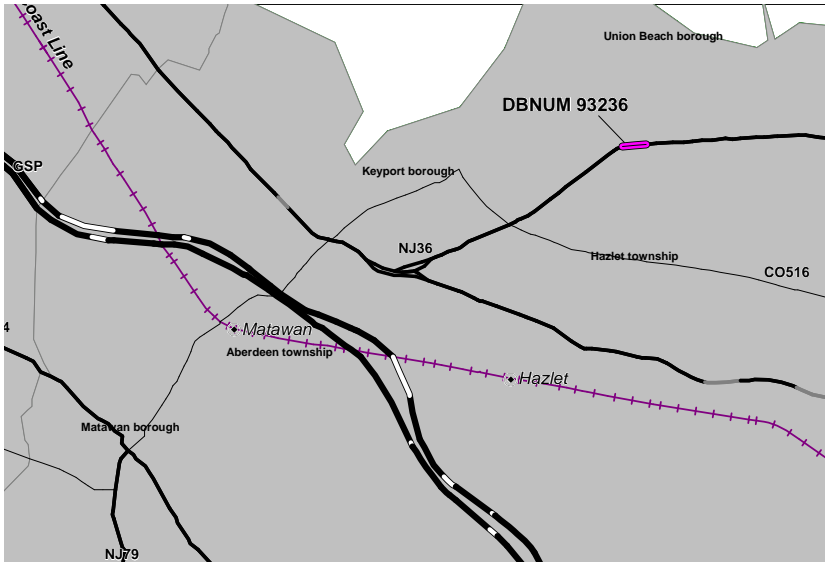 Coast Line
Union Beach borough
DBNUM 93236
GSP
Keyport borough
NJ36
Hazlet township
CO516
4
Matawan
Aberdeen township
Hazlet
Matawan borough
NJ79